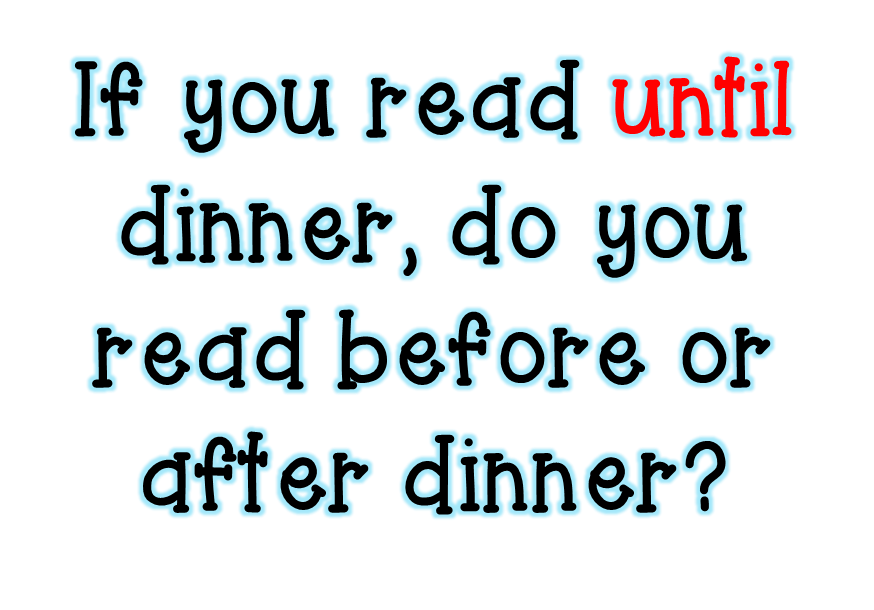 If you read until
dinner, do you
read before or
after dinner?